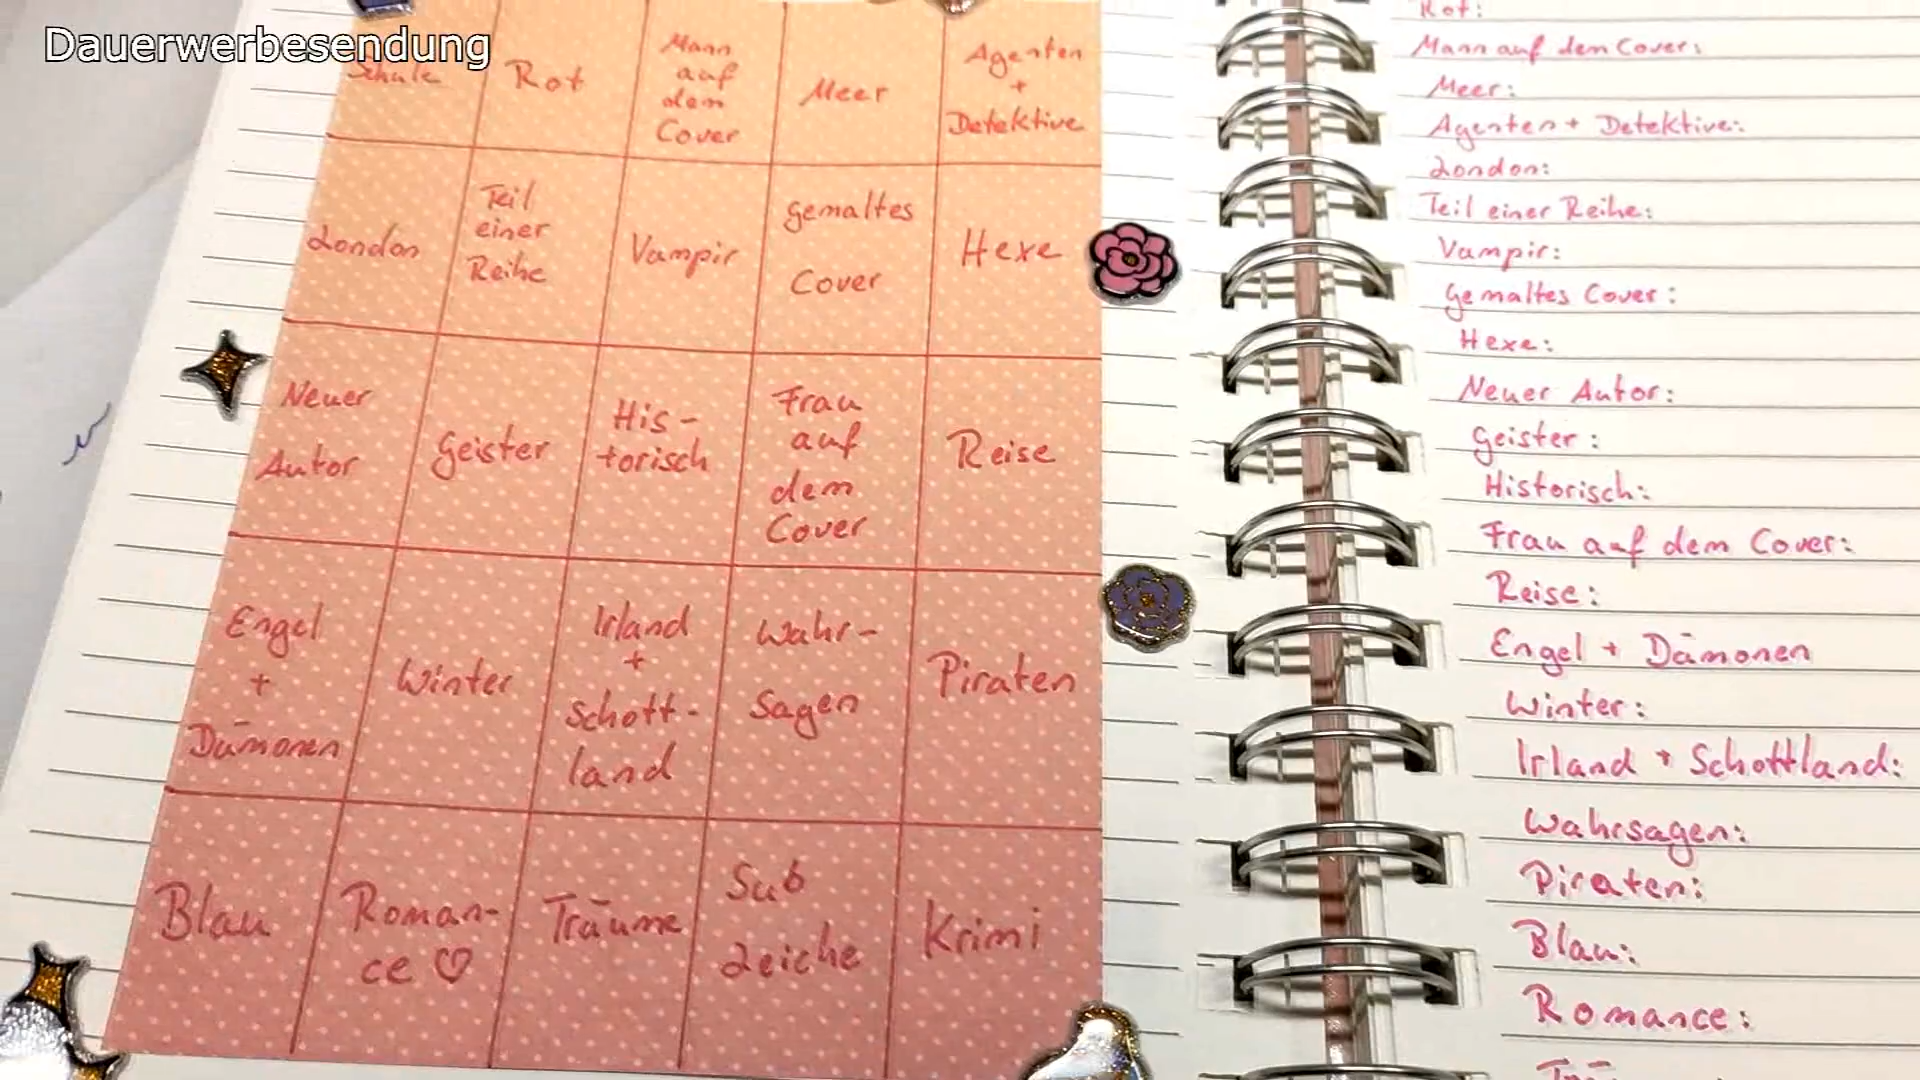 Dauerwerbesendung
Schule
Rot
Mann
auf
dem
Cover
Meer
Agenten
+
Detektive
London
Teil
einer
Reihe
Vampir
gemaltes
Cover
Hexe
Neuer
Autor
Geister
His-
torisch
Frau
auf
dem
Cover
Reise
Engel
+
Dämonen
Winter
Irland
+
Schott-
land
Wahr-
sagen
Piraten
Blau
Roman-
ce ♡
Träume
Sub
Leiche
Krimi
Rot:
Mann auf dem Cover:
Meer:
Agenten + Detektive:
London:
Teil einer Reihe:
Vampir:
gemaltes Cover:
Hexe:
Neuer Autor:
Geister:
Historisch:
Frau auf dem Cover:
Reise:
Engel + Dämonen
Winter:
Irland + Schottland:
Wahrsagen:
Piraten:
Blau:
Romance: